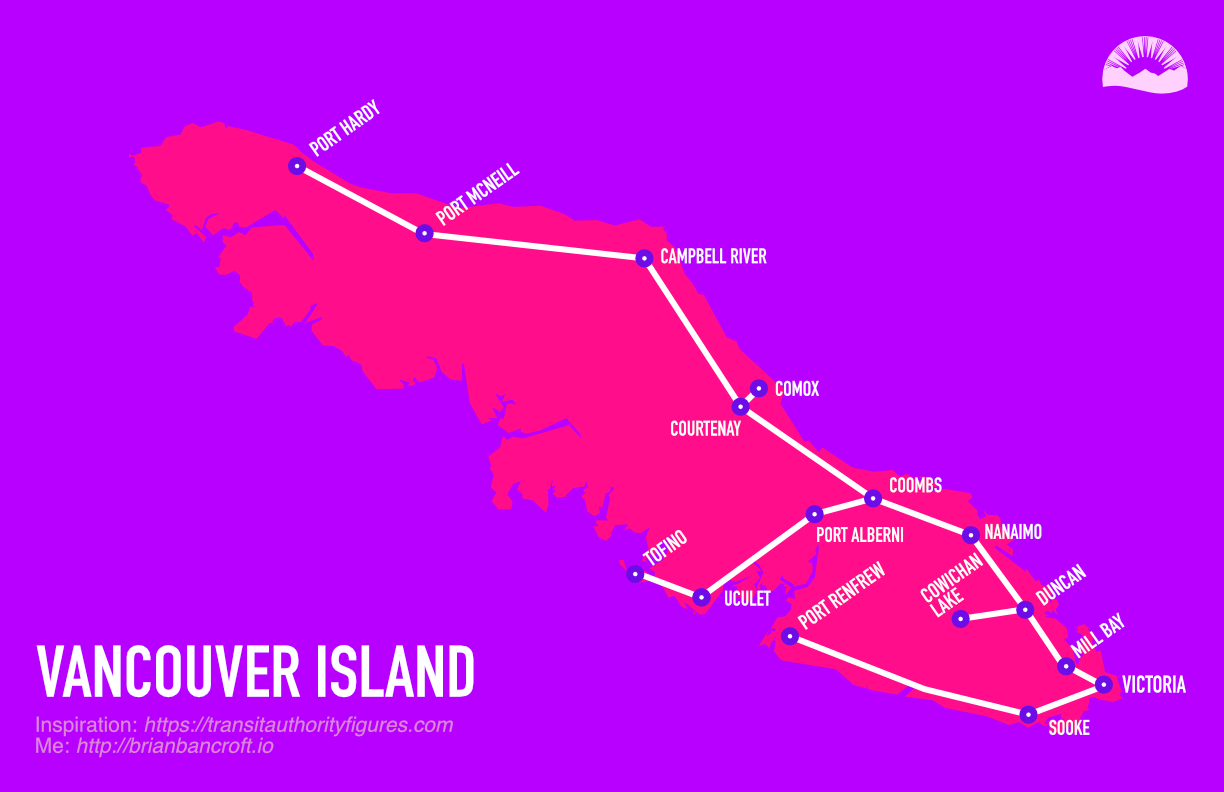 PORT HARDY
PORT MCNEILL
CAMPBELL RIVER
COMOX
COURTENAY
COOMBS
PORT ALBERNI
NANAIMO
TOFINO
UCULET
PORT RENFREW
COWICHAN
LAKE
DUNCAN
MILL BAY
VICTORIA
SOOKE
VANCOUVER ISLAND
Inspiration: https://transitauthorityfigures.com
Me: http://brianbancroft.io